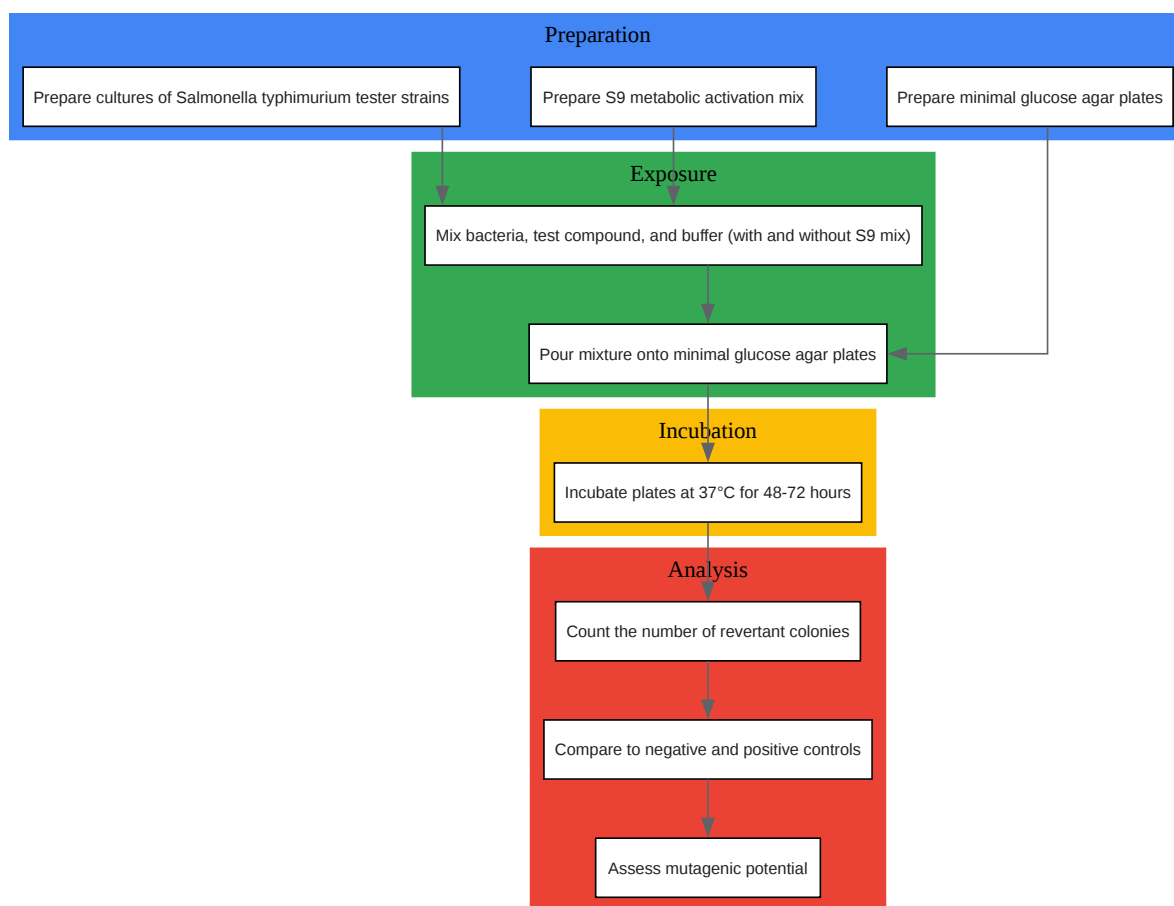 Preparation
Prepare cultures of Salmonella typhimurium tester strains
Prepare S9 metabolic activation mix
Prepare minimal glucose agar plates
Exposure
Mix bacteria, test compound, and buffer (with and without S9 mix)
Pour mixture onto minimal glucose agar plates
Incubation
Incubate plates at 37°C for 48-72 hours
Analysis
Count the number of revertant colonies
Compare to negative and positive controls
Assess mutagenic potential